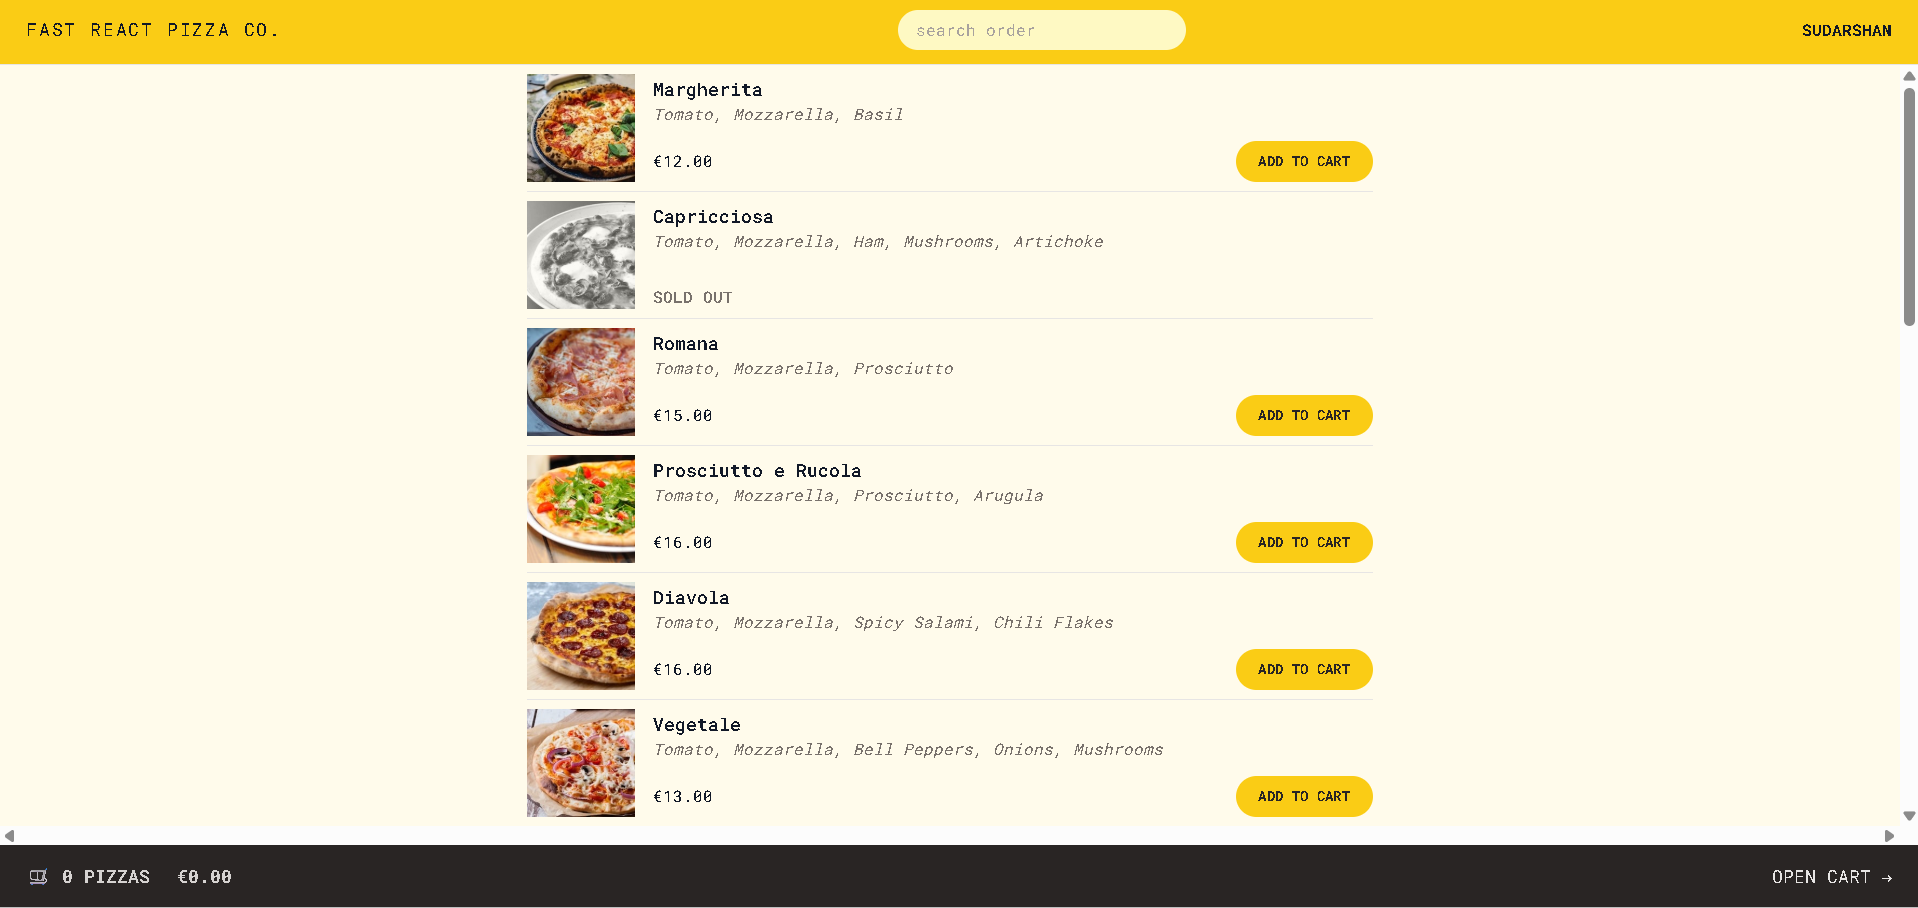 FAST REACT PIZZA CO.
search order
SUDARSHAN
Margherita
Tomato, Mozzarella, Basil
€12.00
ADD TO CART
Capricciosa
Tomato, Mozzarella, Ham, Mushrooms, Artichoke
SOLD OUT
Romana
Tomato, Mozzarella, Prosciutto
€15.00
ADD TO CART
Prosciutto e Rucola
Tomato, Mozzarella, Prosciutto, Arugula
€16.00
ADD TO CART
Diavola
Tomato, Mozzarella, Spicy Salami, Chili Flakes
€16.00
ADD TO CART
Vegetale
Tomato, Mozzarella, Bell Peppers, Onions, Mushrooms
€13.00
ADD TO CART
0 PIZZAS €0.00
OPEN CART →